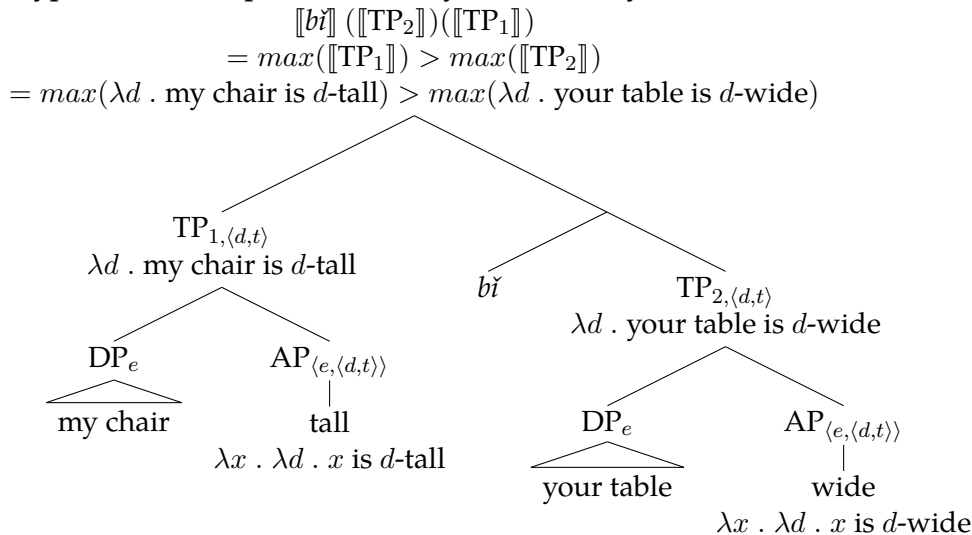 ⟦bǐ⟧ (⟦TP₂⟧)(⟦TP₁⟧)
= max(⟦TP₁⟧) > max(⟦TP₂⟧)
= max(λd . my chair is d-tall) > max(λd . your table is d-wide)
TP₁,⟨d,t⟩
λd . my chair is d-tall
bǐ
TP₂,⟨d,t⟩
λd . your table is d-wide
DPₑ
AP⟨e,⟨d,t⟩⟩
my chair
tall
λx . λd . x is d-tall
DPₑ
AP⟨e,⟨d,t⟩⟩
your table
wide
λx . λd . x is d-wide